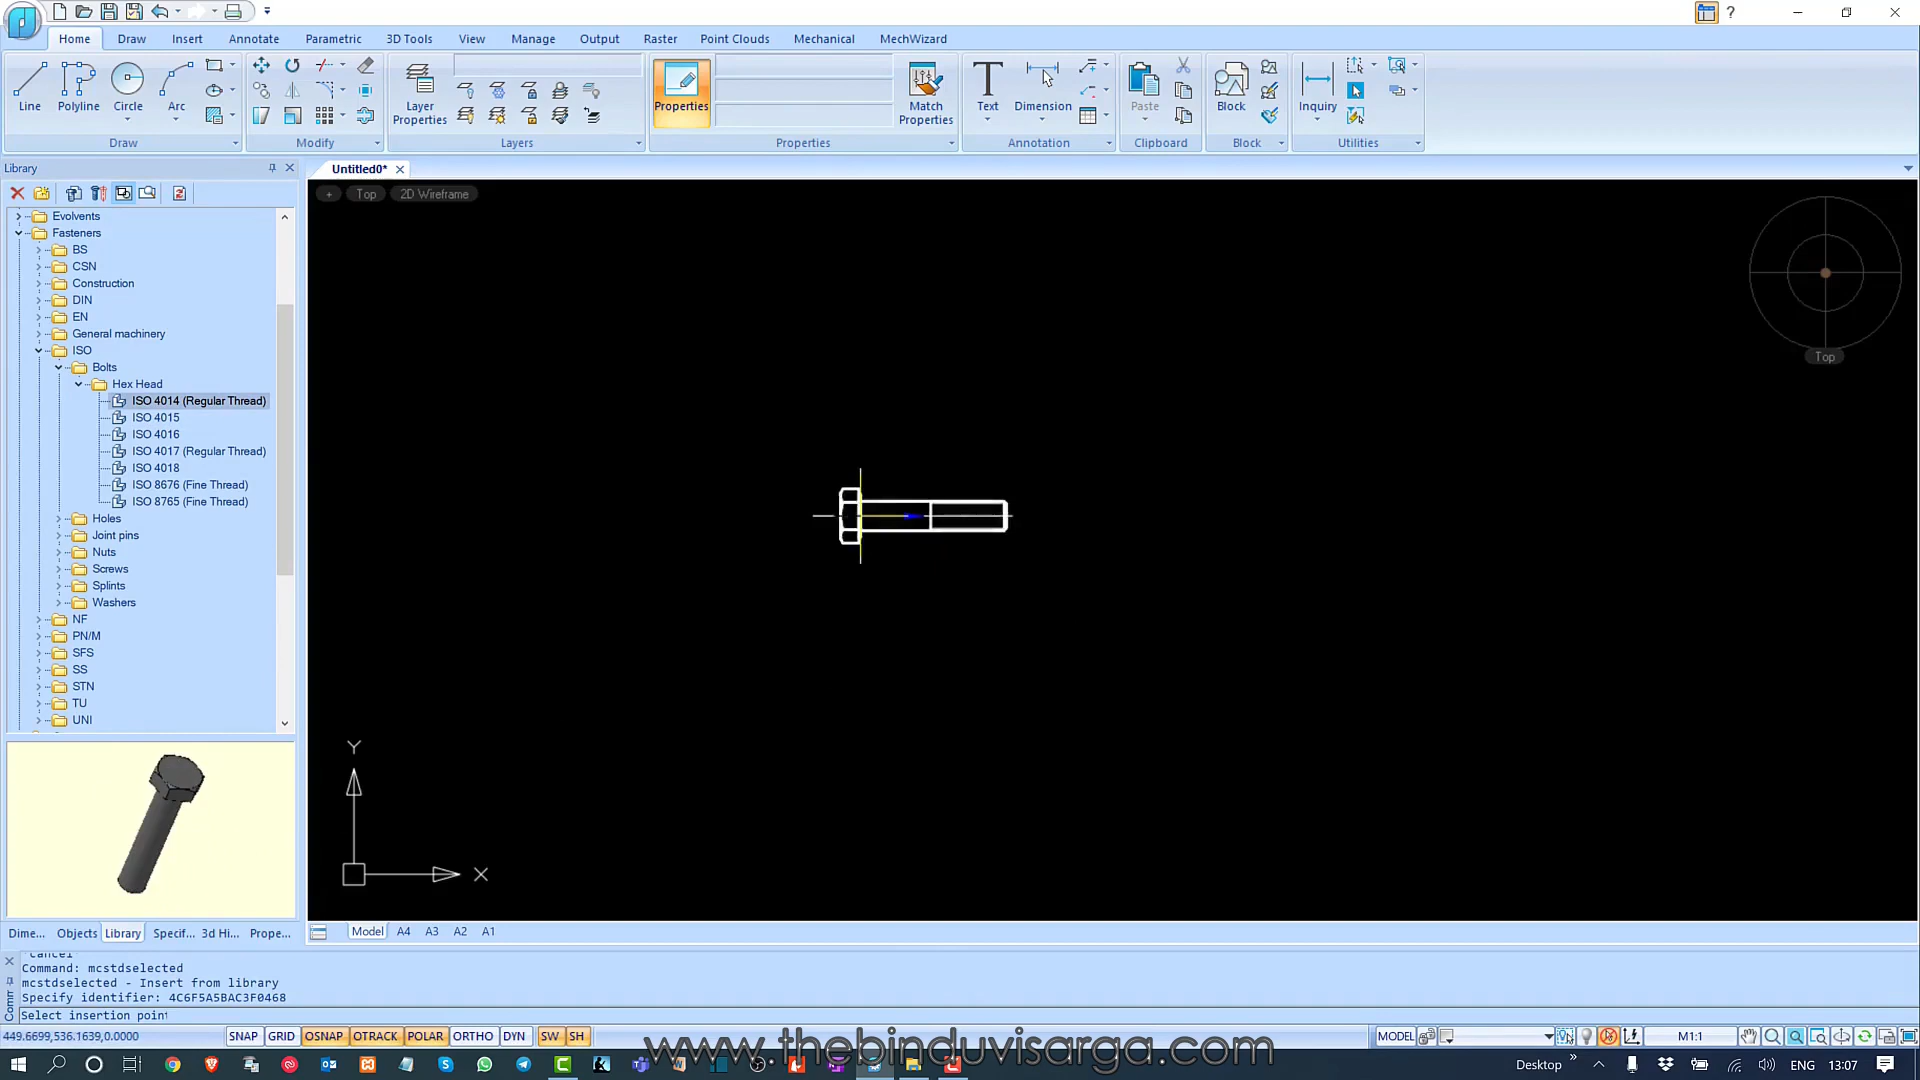 Home Draw Insert Annotate Parametric 3D Tools View Manage Output Raster Point Clouds Mechanical MechWizard
Line Polyline Circle Arc
Layer Properties
Properties
Match Properties
Text Dimension
Paste
Block
Inquiry
Draw Modify Layers Properties Annotation Clipboard Block Utilities
Library
Untitled0*
+ Top 2D Wireframe
Evolvents
Fasteners
BS
CSN
Construction
DIN
EN
General machinery
ISO
Bolts
Hex Head
ISO 4014 (Regular Thread)
ISO 4015
ISO 4016
ISO 4017 (Regular Thread)
ISO 4018
ISO 8676 (Fine Thread)
ISO 8765 (Fine Thread)
Holes
Joint pins
Nuts
Screws
Splints
Washers
NF
PN/M
SFS
SS
STN
TU
UNI
Top
Y
X
Dime... Objects Library Specif... 3d Hi... Prope...
Model A4 A3 A2 A1
Comm
*cancel*
Command: mcstdselected
mcstdselected - Insert from library
Specify identifier: 4C6F5A5BAC3F0468
Select insertion point
449.6699,536.1639,0.0000
SNAP GRID OSNAP OTRACK POLAR ORTHO DYN SW SH
MODEL
M1:1
www.thebinduvisarga.com
Desktop
ENG
13:07